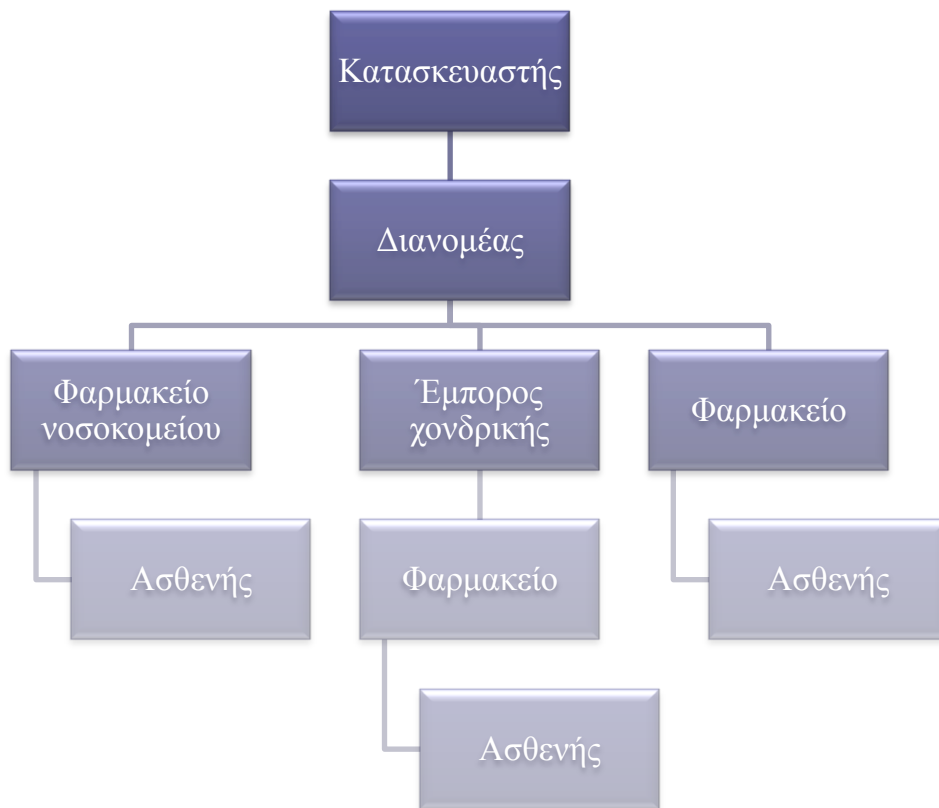 Κατασκευαστής
Διανομέας
Φαρμακείο
νοσοκομείου
Έμπορος
χονδρικής
Φαρμακείο
Ασθενής
Φαρμακείο
Ασθενής
Ασθενής